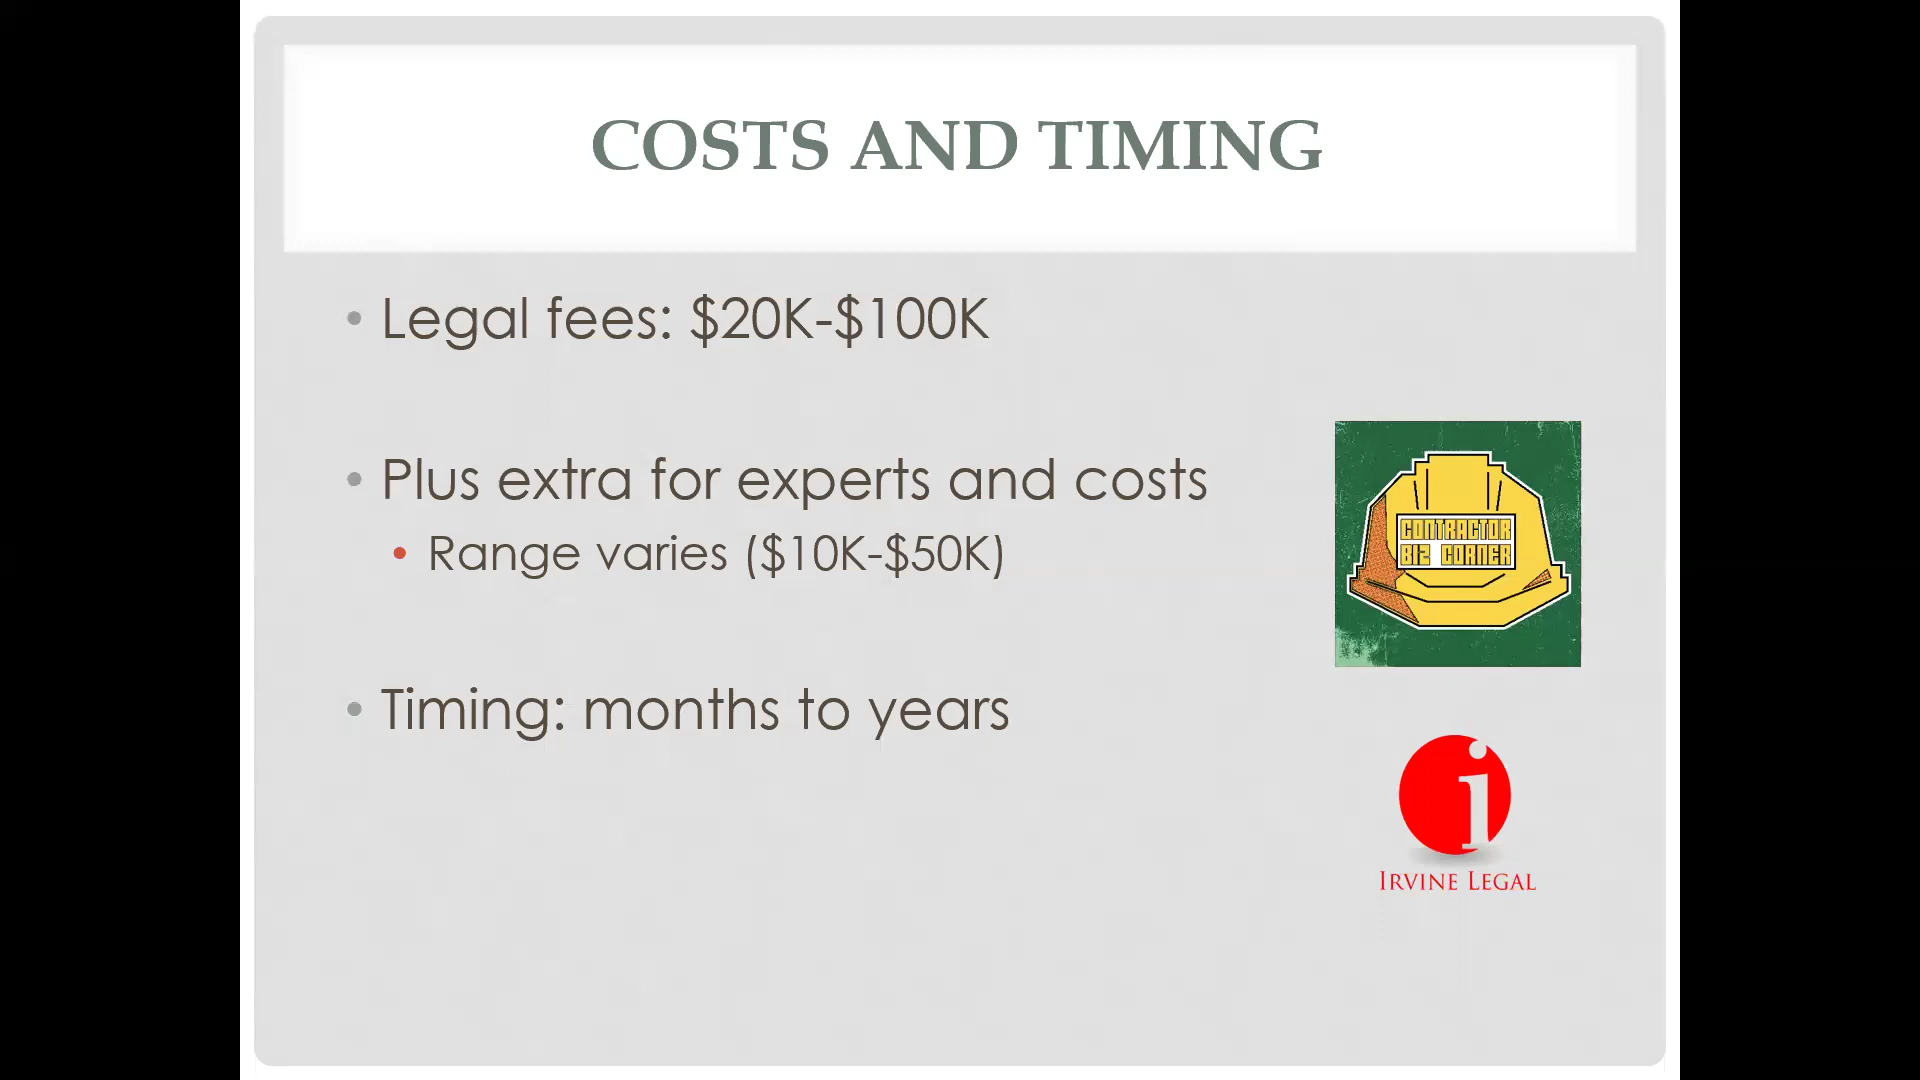 COSTS AND TIMING
• Legal fees: $20K-$100K
• Plus extra for experts and costs
• Range varies ($10K-$50K)
• Timing: months to years
CONTRACTOR
BIZ CORNER
i
IRVINE LEGAL